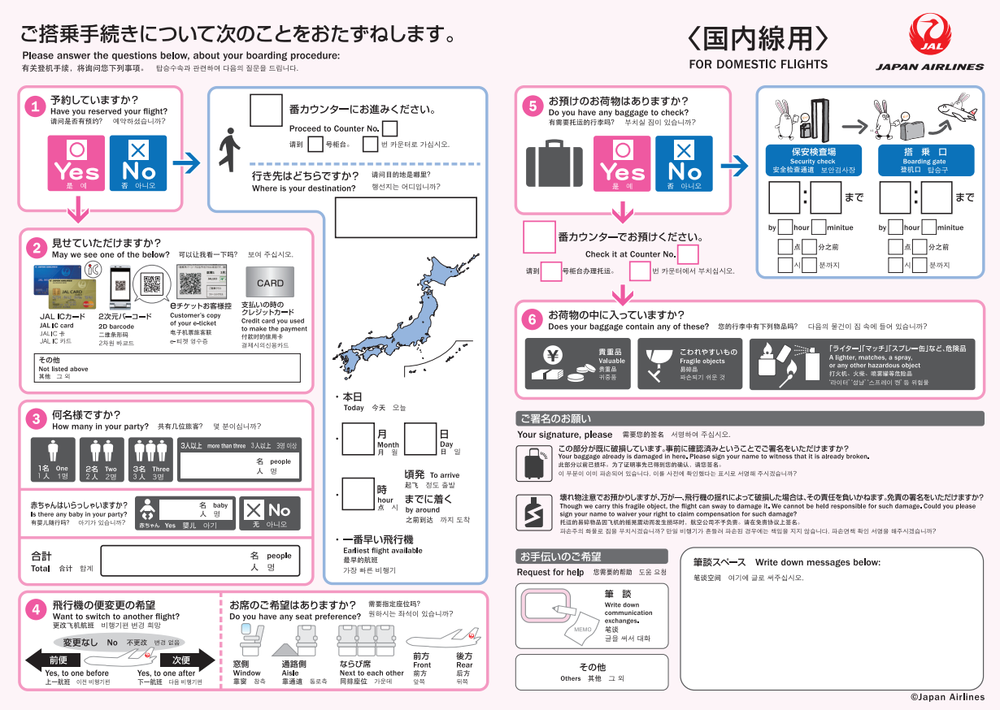 ご搭乗手続きについて次のことをおたずねします。
Please answer the questions below, about your boarding procedure:
有关登机手续，将询问您下列事项。 탑승수속과 관련하여 다음의 질문을 드립니다.
〈国内線用〉
FOR DOMESTIC FLIGHTS
JAL
JAPAN AIRLINES
1 予約していますか？
Have you reserved your flight?
请问是否有预约? 예약하셨습니까?
Yes
是 예
No
否 아니오
番カウンターにお進みください。
Proceed to Counter No.
请到 号柜台。 번 카운터로 가십시오.
行き先はどちらですか？ 请问目的地是哪里?
Where is your destination? 행선지는 어디입니까?
・本日
Today 今天 오늘
月
Month
月 월
日
Day
日 일
頃発 To arrive
起飞 정도 출발
時
hour
点 시
までに着く
by around
之前到达 까지 도착
・一番早い飛行機
Earliest flight available
最早的航班
가장 빠른 비행기
2 見せていただけますか？
May we see one of the below? 可以让我看一下吗? 보여 주십시오.
IC
JAL CARD
CARD
JAL ICカード
JAL IC card
JAL IC 卡
JAL IC 카드
2次元バーコード
2D barcode
二维条形码
2차원 바코드
eチケットお客様控
Customer's copy
of your e-ticket
电子机票旅客联
e-티켓 영수증
支払いの時の
クレジットカード
Credit card you used
to make the payment
付款时的信用卡
결제시의신용카드
その他
Not listed above
其他 그 외
3 何名様ですか？
How many in your party? 共有几位旅客? 몇 분이십니까?
1名 One
1人 1명
2名 Two
2人 2명
3名 Three
3人 3명
3人以上 more than three 3人以上 3명 이상
名 people
人 명
赤ちゃんはいらっしゃいますか？
Is there any baby in your party?
有婴儿随行吗? 아기가 있습니까?
名 baby
人 명
赤ちゃん Yes 婴儿 아기
No
无 아니오
合計
Total 合计 합계
名 people
人 명
4 飛行機の便変更の希望
Want to switch to another flight?
更改飞机航班 비행기편 변경 희망
変更なし No 不更改 변경 없음
前便
次便
Yes, to one before
上一航班 이전 비행기편
Yes, to one after
下一航班 다음 비행기편
お席のご希望はありますか？ 需要指定座位吗?
Do you have any seat preference? 원하시는 좌석이 있습니까?
窓側
Window
靠窗 창측
通路側
Aisle
靠通道 통로측
ならび席
Next to each other
同排座位 가운데
前方
Front
前方
앞쪽
後方
Rear
后方
뒤쪽
5 お預けのお荷物はありますか？
Do you have any baggage to check?
有需要托运的行李吗? 부치실 짐이 있습니까?
Yes
是 예
No
否 아니오
番カウンターでお預けください。
Check it at Counter No.
请到 号柜台办理托运。 번 카운터에서 부치십시오.
保安検査場
Security check
安全检查通道 보안검사장
搭乗口
Boarding gate
登机口 탑승구
: まで
by hour minitue
点 分之前
시 분까지
: まで
by hour minitue
点 分之前
시 분까지
6 お荷物の中に入っていますか？
Does your baggage contain any of these? 您的行李中有下列物品吗? 다음의 물건이 짐 속에 들어 있습니까?
¥
貴重品
Valuable
贵重品
귀중품
こわれやすいもの
Fragile objects
易碎品
파손되기 쉬운 것
「ライター」「マッチ」「スプレー缶」など、危険品
A lighter, matches, a spray,
or any other hazardous object
打火机、火柴、喷雾罐等危险品
‘라이터’ ‘성냥’ ‘스프레이 캔’ 등 위험물
ご署名のお願い
Your signature, please 需要您的签名 서명하여 주십시오.
この部分が既に破損しています。事前に確認済みということでご署名をいただけますか？
Your baggage already is damaged in here. Please sign your name to witness that it is already broken.
此部分以前已损坏，为了证明事先已得到您的确认，请您签名。
이 부분이 이미 파손되어 있습니다. 이를 사전에 확인했다는 표시로 서명해 주시겠습니까?
壊れ物注意でお預かりしますが、万が一、飛行機の揺れによって破損した場合は、その責任を負いかねます。免責の署名をいただけますか？
Though we carry this fragile object, the flight can sway to damage it. We cannot be held responsible for such damage. Could you please
sign your name to waiver your right to claim compensation for such damage?
托运的易碎物品因飞机的摇晃震动而发生损坏时，航空公司不予负责。请在免责协议上签名。
파손주의 화물로 짐을 부치시겠습니까? 만일 비행기가 흔들려 파손된 경우에는 책임을 지지 않습니다. 파손면책 확인 서명을 해주시겠습니까?
お手伝いのご希望
Request for help 您需要的帮助 도움 요청
MEMO
筆談
Write down
communication
exchanges.
笔谈
글을 써서 대화
その他
Others 其他 그 외
筆談スペース Write down messages below:
笔谈空间 여기에 글로 써주십시오.
©Japan Airlines